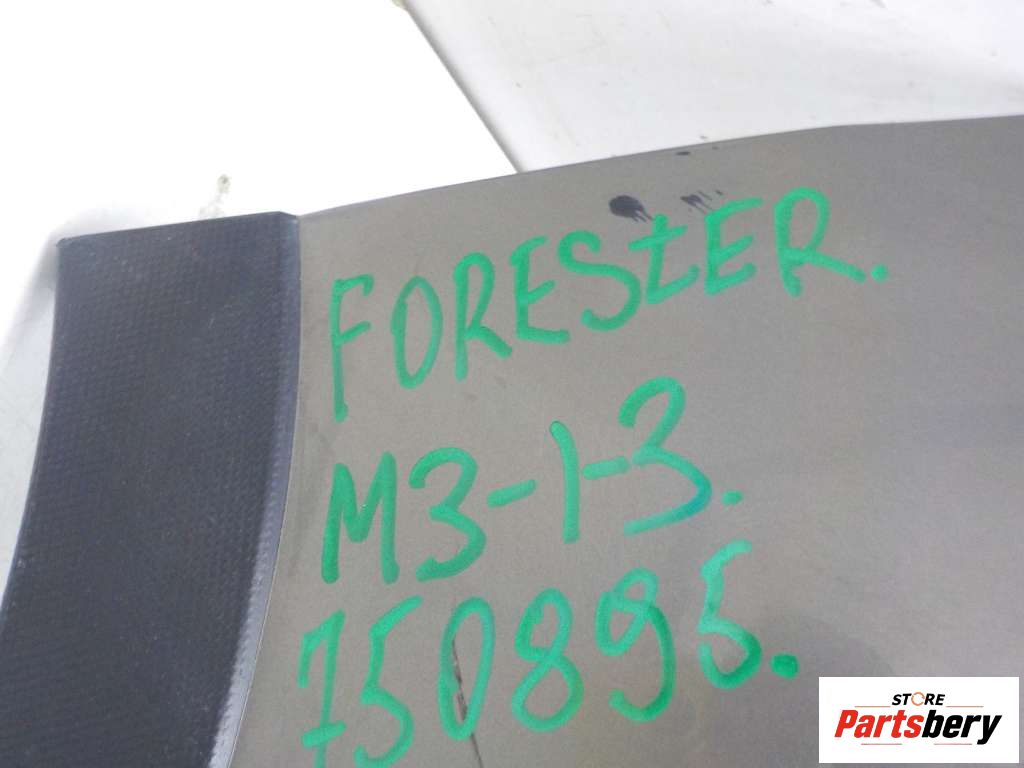 FORESTER.
M3-1-3.
750895.
STORE
Partsbery